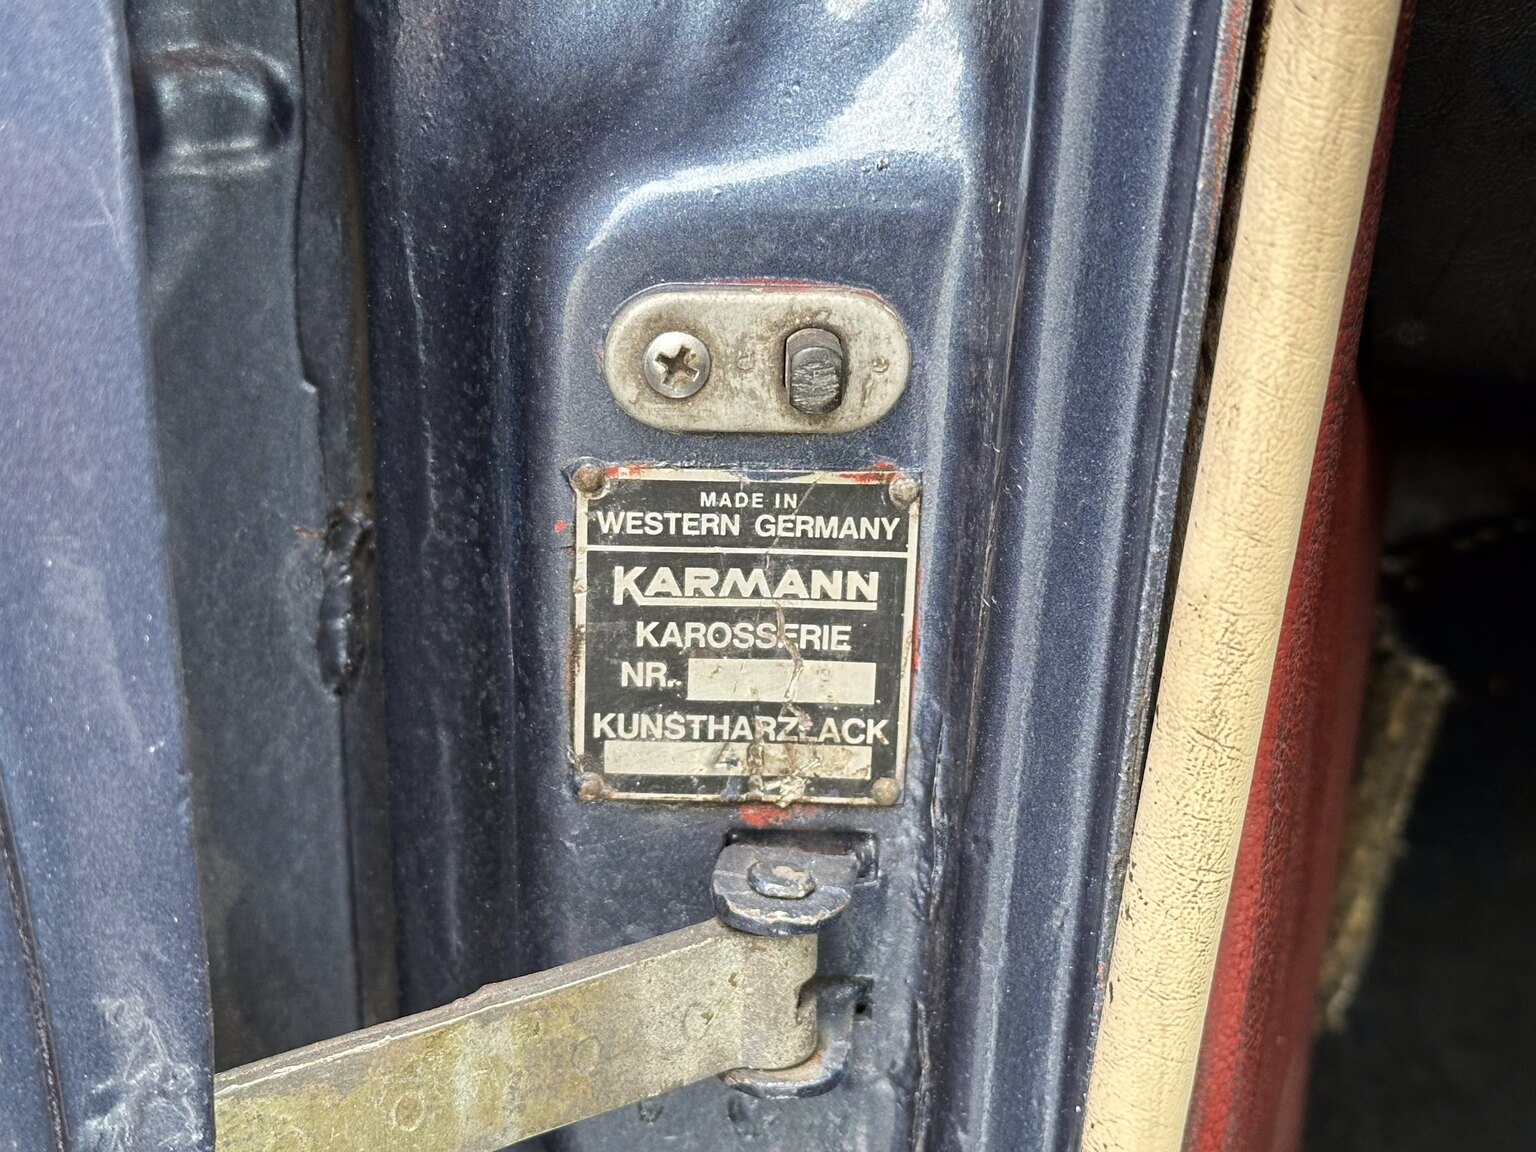 MADE IN
WESTERN GERMANY
KARMANN
KAROSSERIE
NR.
KUNSTHARZLACK